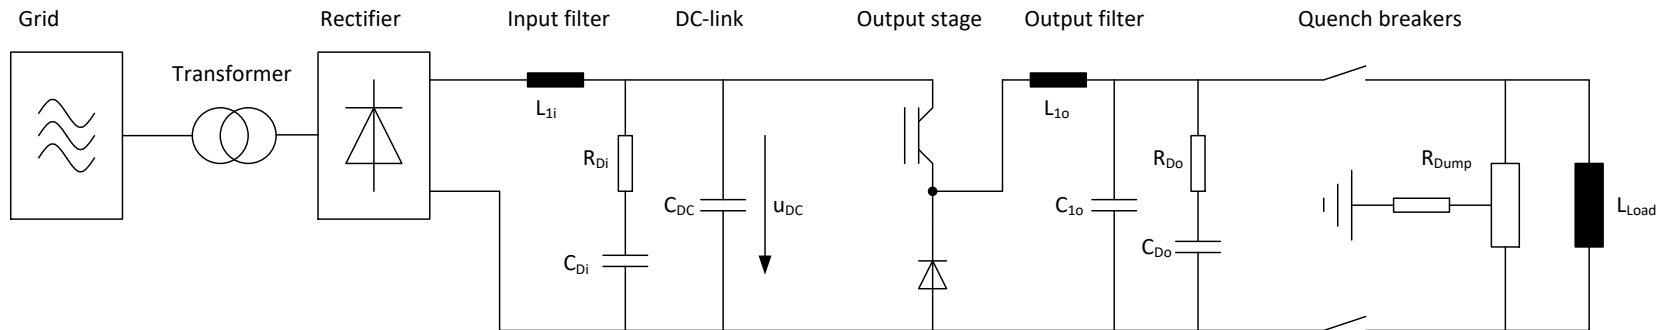 Grid
Rectifier
Input filter
DC-link
Output stage
Output filter
Quench breakers
Transformer
L1i
L1o
RDi
RDo
RDump
CDC
uDC
C1o
LLoad
CDi
CDo